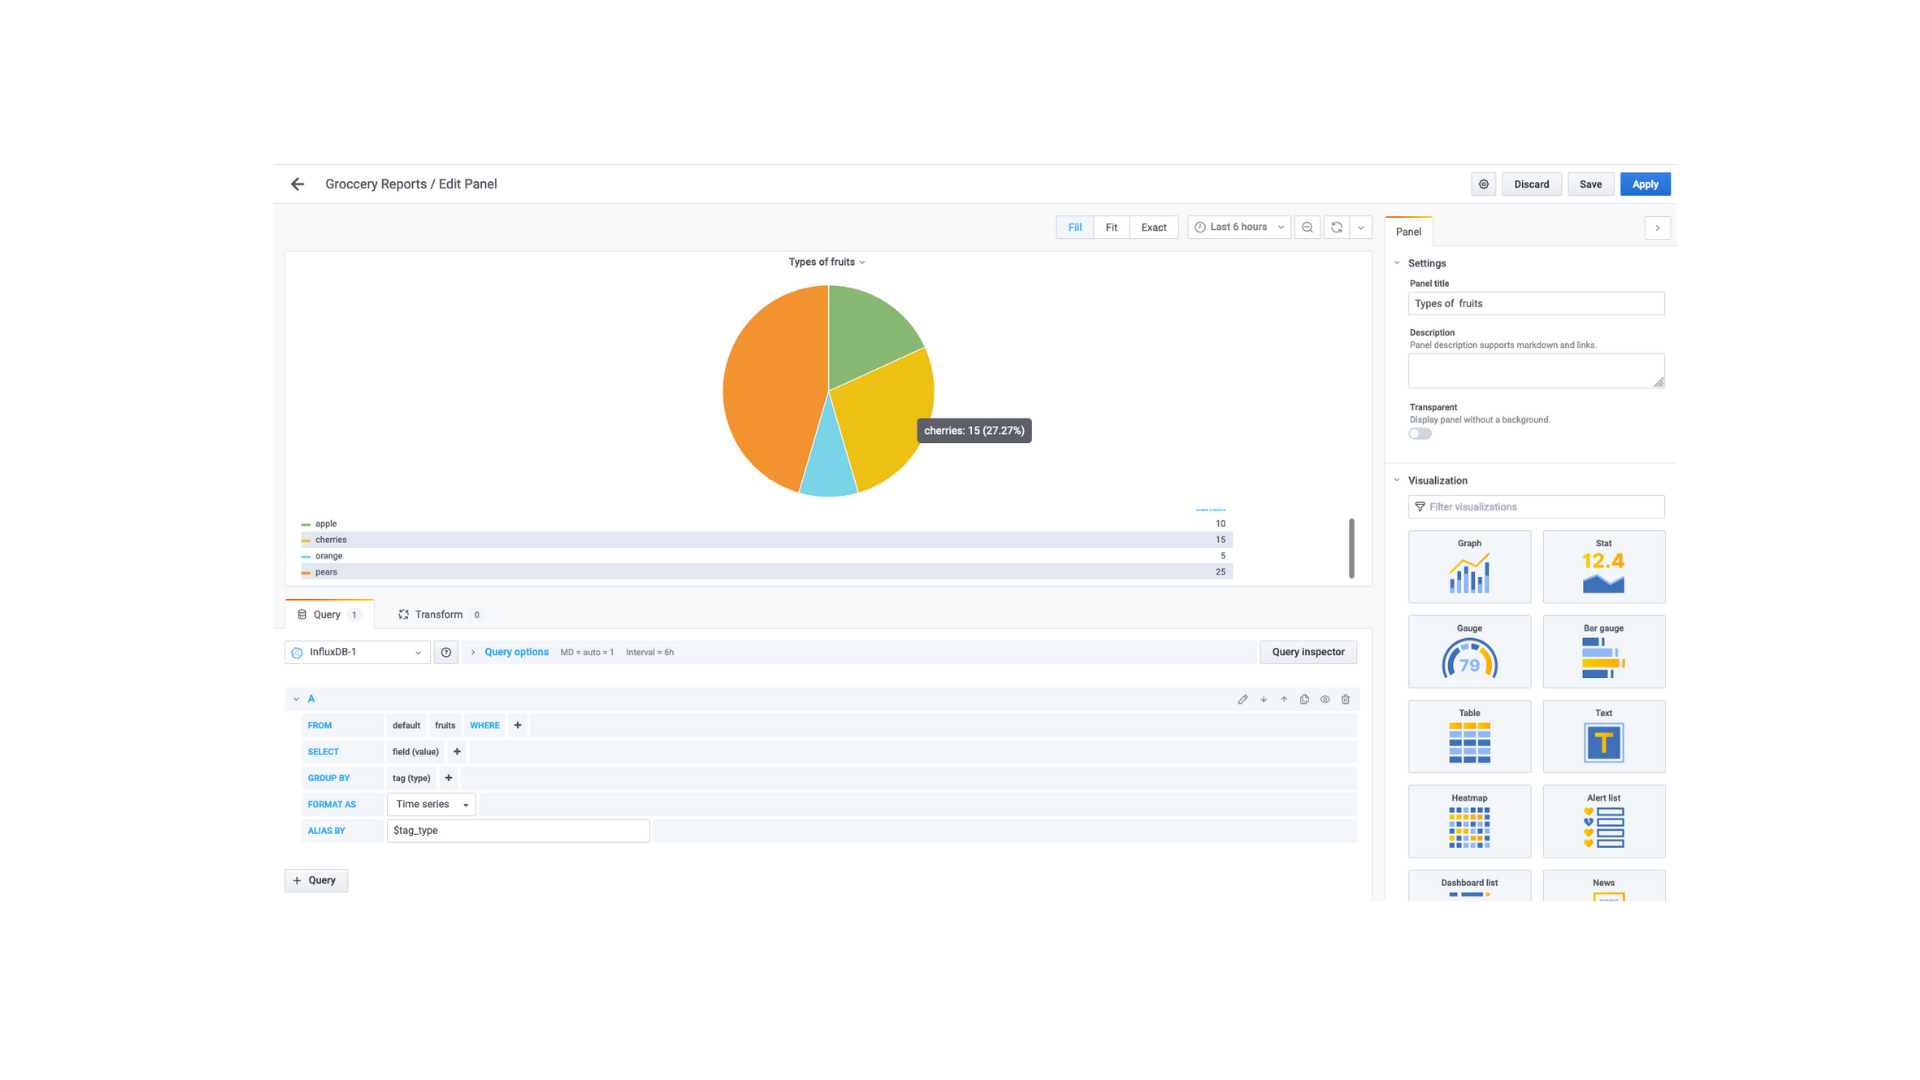 Groccery Reports / Edit Panel
Discard
Save
Apply
Fill
Fit
Exact
Last 6 hours
Types of fruits
cherries: 15 (27.27%)
apple 10
cherries 15
orange 5
pears 25
Query 1
Transform 0
InfluxDB-1
Query options MD = auto = 1 Interval = 6h
Query inspector
A
FROM default fruits WHERE +
SELECT field (value) +
GROUP BY tag (type) +
FORMAT AS Time series
ALIAS BY $tag_type
+ Query
Panel
Settings
Panel title
Types of fruits
Description
Panel description supports markdown and links.
Transparent
Display panel without a background.
Visualization
Filter visualizations
Graph
Stat
12.4
Gauge
79
Bar gauge
Table
Text
T
Heatmap
Alert list
Dashboard list
News